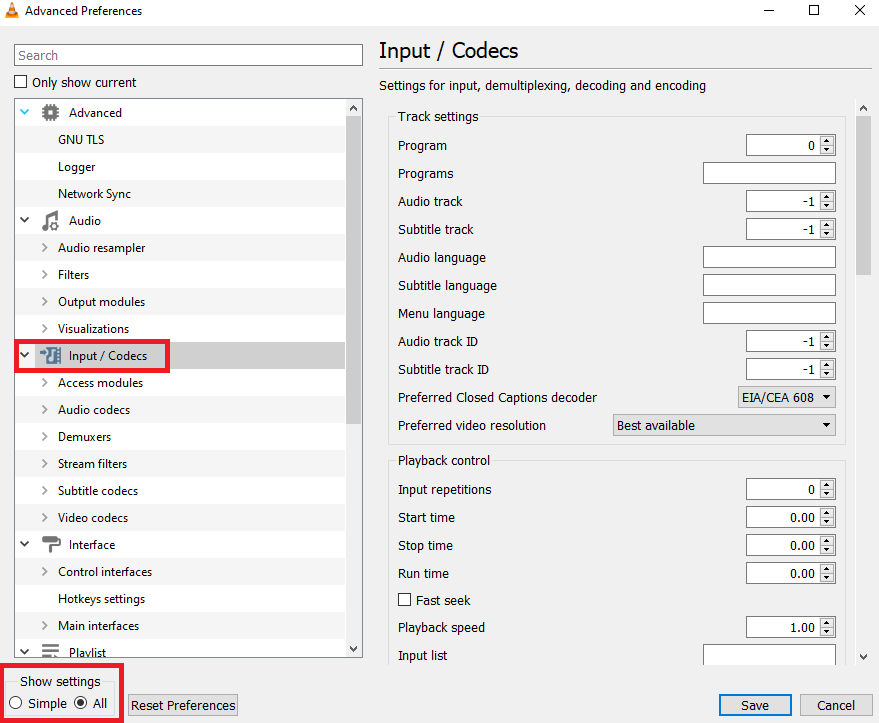 Advanced Preferences
Search
Only show current
Advanced
GNU TLS
Logger
Network Sync
Audio
Audio resampler
Filters
Output modules
Visualizations
Input / Codecs
Access modules
Audio codecs
Demuxers
Stream filters
Subtitle codecs
Video codecs
Interface
Control interfaces
Hotkeys settings
Main interfaces
Playlist
Show settings
Simple All
Reset Preferences
Input / Codecs
Settings for input, demultiplexing, decoding and encoding
Track settings
Program 0
Programs
Audio track -1
Subtitle track -1
Audio language
Subtitle language
Menu language
Audio track ID -1
Subtitle track ID -1
Preferred Closed Captions decoder EIA/CEA 608
Preferred video resolution Best available
Playback control
Input repetitions 0
Start time 0.00
Stop time 0.00
Run time 0.00
Fast seek
Playback speed 1.00
Input list
Save Cancel